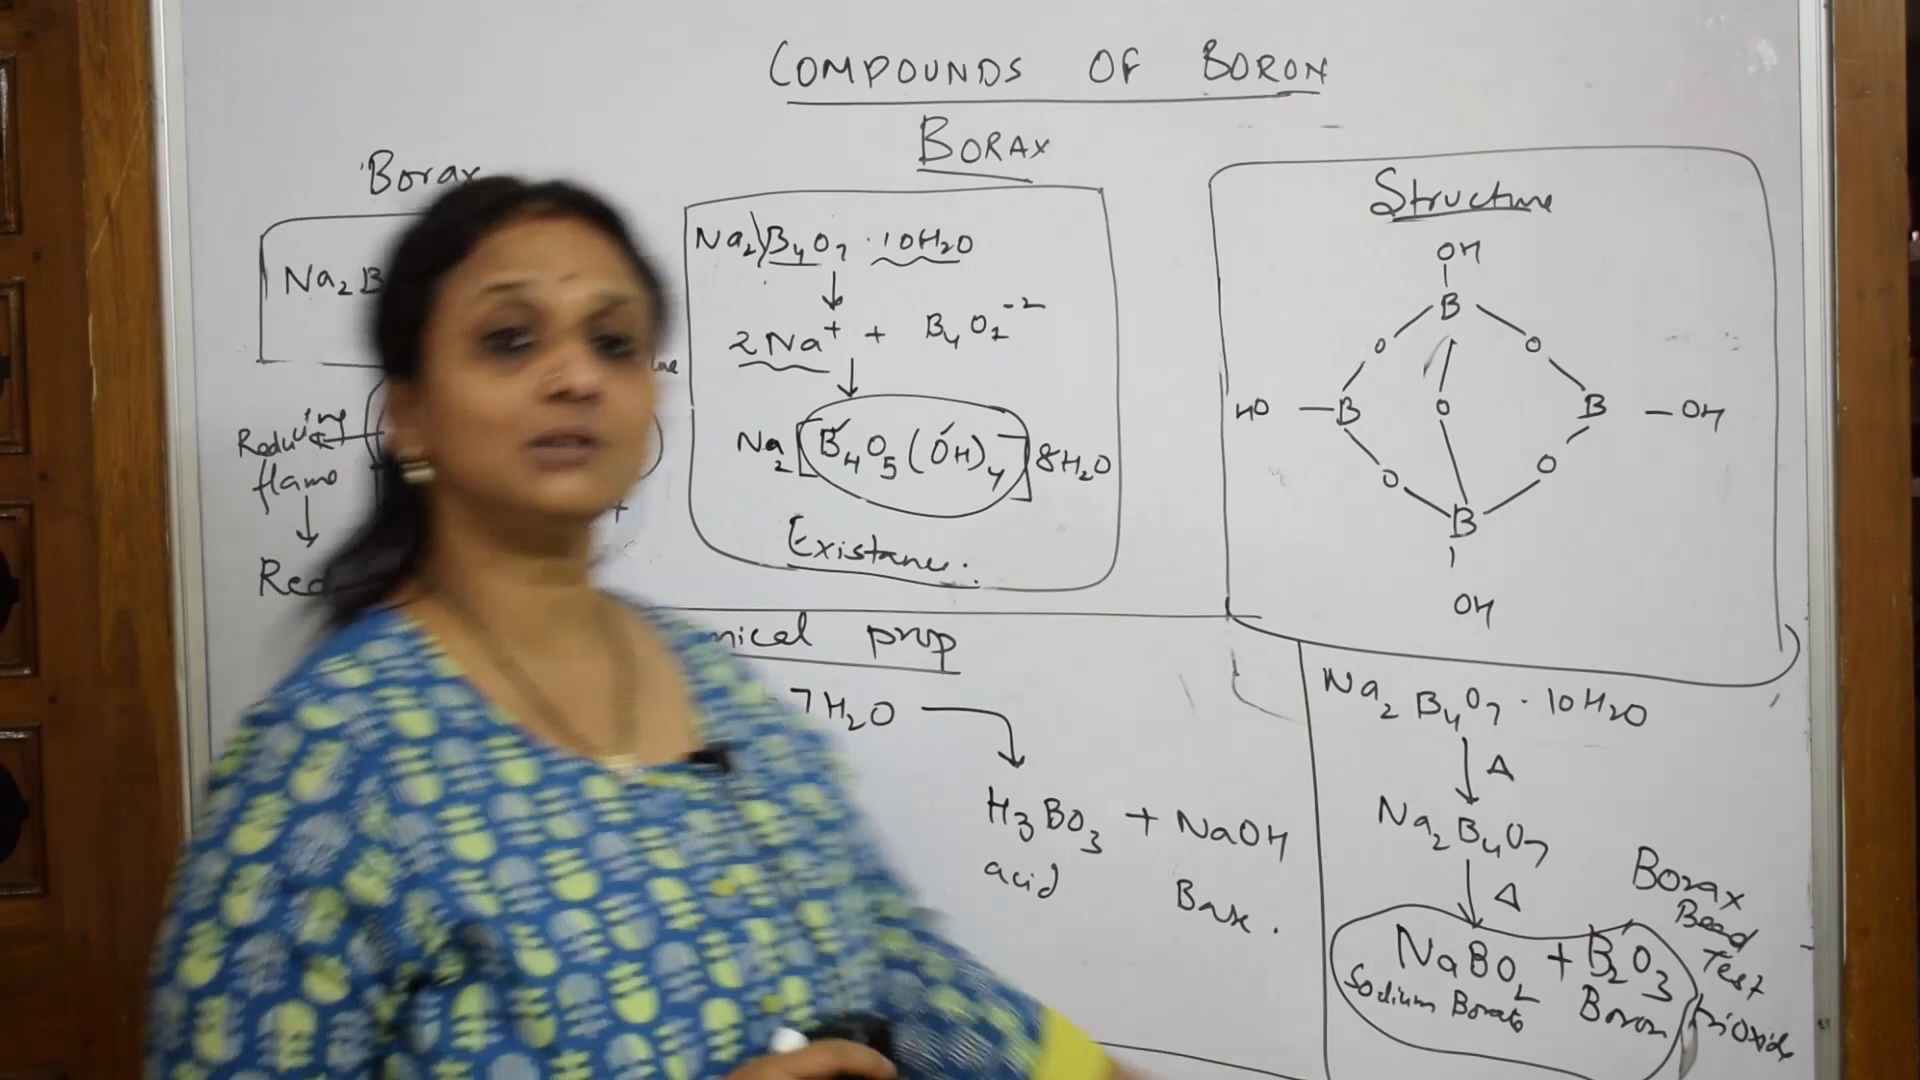 COMPOUNDS OF BORON
BORAX
Borax
Na₂B
Reducing
flame
Red
Na₂B₄O₇ · 10H₂O
2Na⁺ + B₄O₇⁻²
Na₂[B₄O₅(OH)₄] 8H₂O
Existance.
Structure
OH
B
O O
HO — B O B — OH
O O
B
OH
mical prop
7H₂O
H₃BO₃ + NaOH
acid Base.
Na₂B₄O₇ · 10H₂O
Δ
Na₂B₄O₇
Δ
NaBO₂ + B₂O₃
Sodium Borate Boron trioxide
Borax
Bead
Test